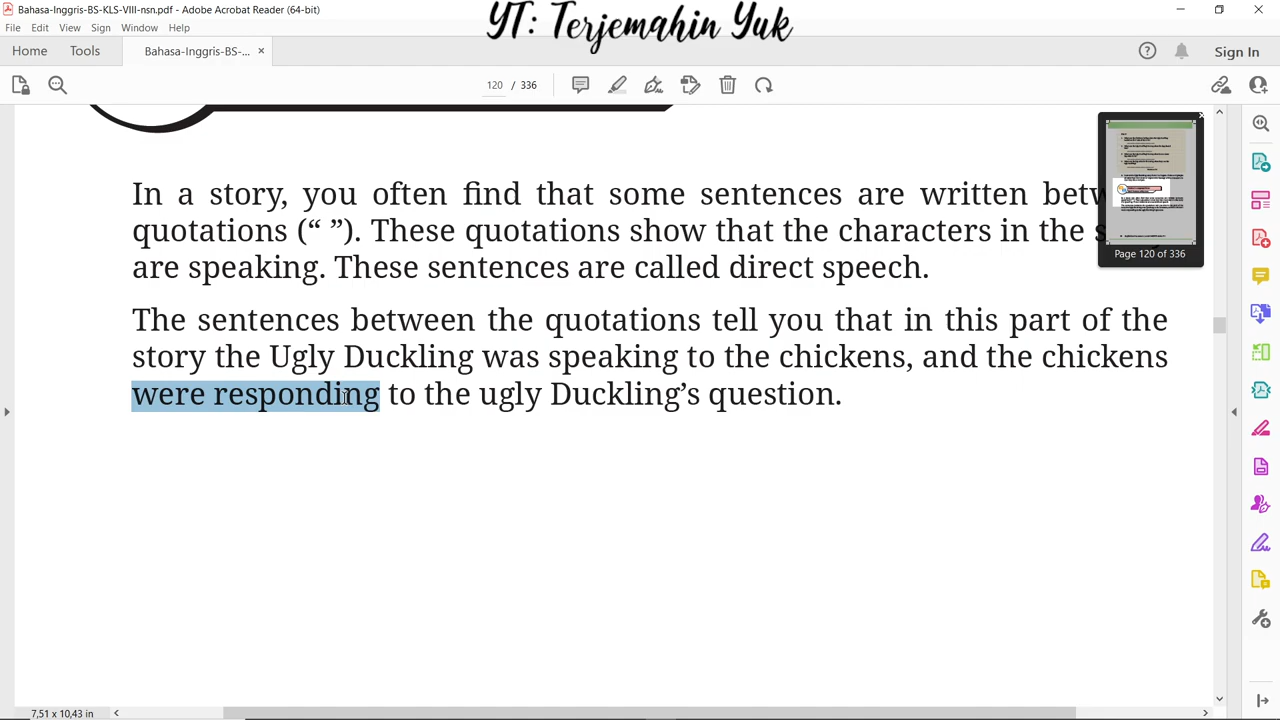 Bahasa-Inggris-BS-KLS-VIII-nsn.pdf - Adobe Acrobat Reader (64-bit)
YT: Terjemahin Yuk
File Edit View Sign Window Help
Home Tools Bahasa-Inggris-BS-... × Sign In
120 / 336
In a story, you often find that some sentences are written
quotations (“ ”). These quotations show that the characters in the
are speaking. These sentences are called direct speech.
The sentences between the quotations tell you that in this part of the
story the Ugly Duckling was speaking to the chickens, and the chickens
were responding to the ugly Duckling’s question.
Page 120 of 336
7,51 x 10,43 in